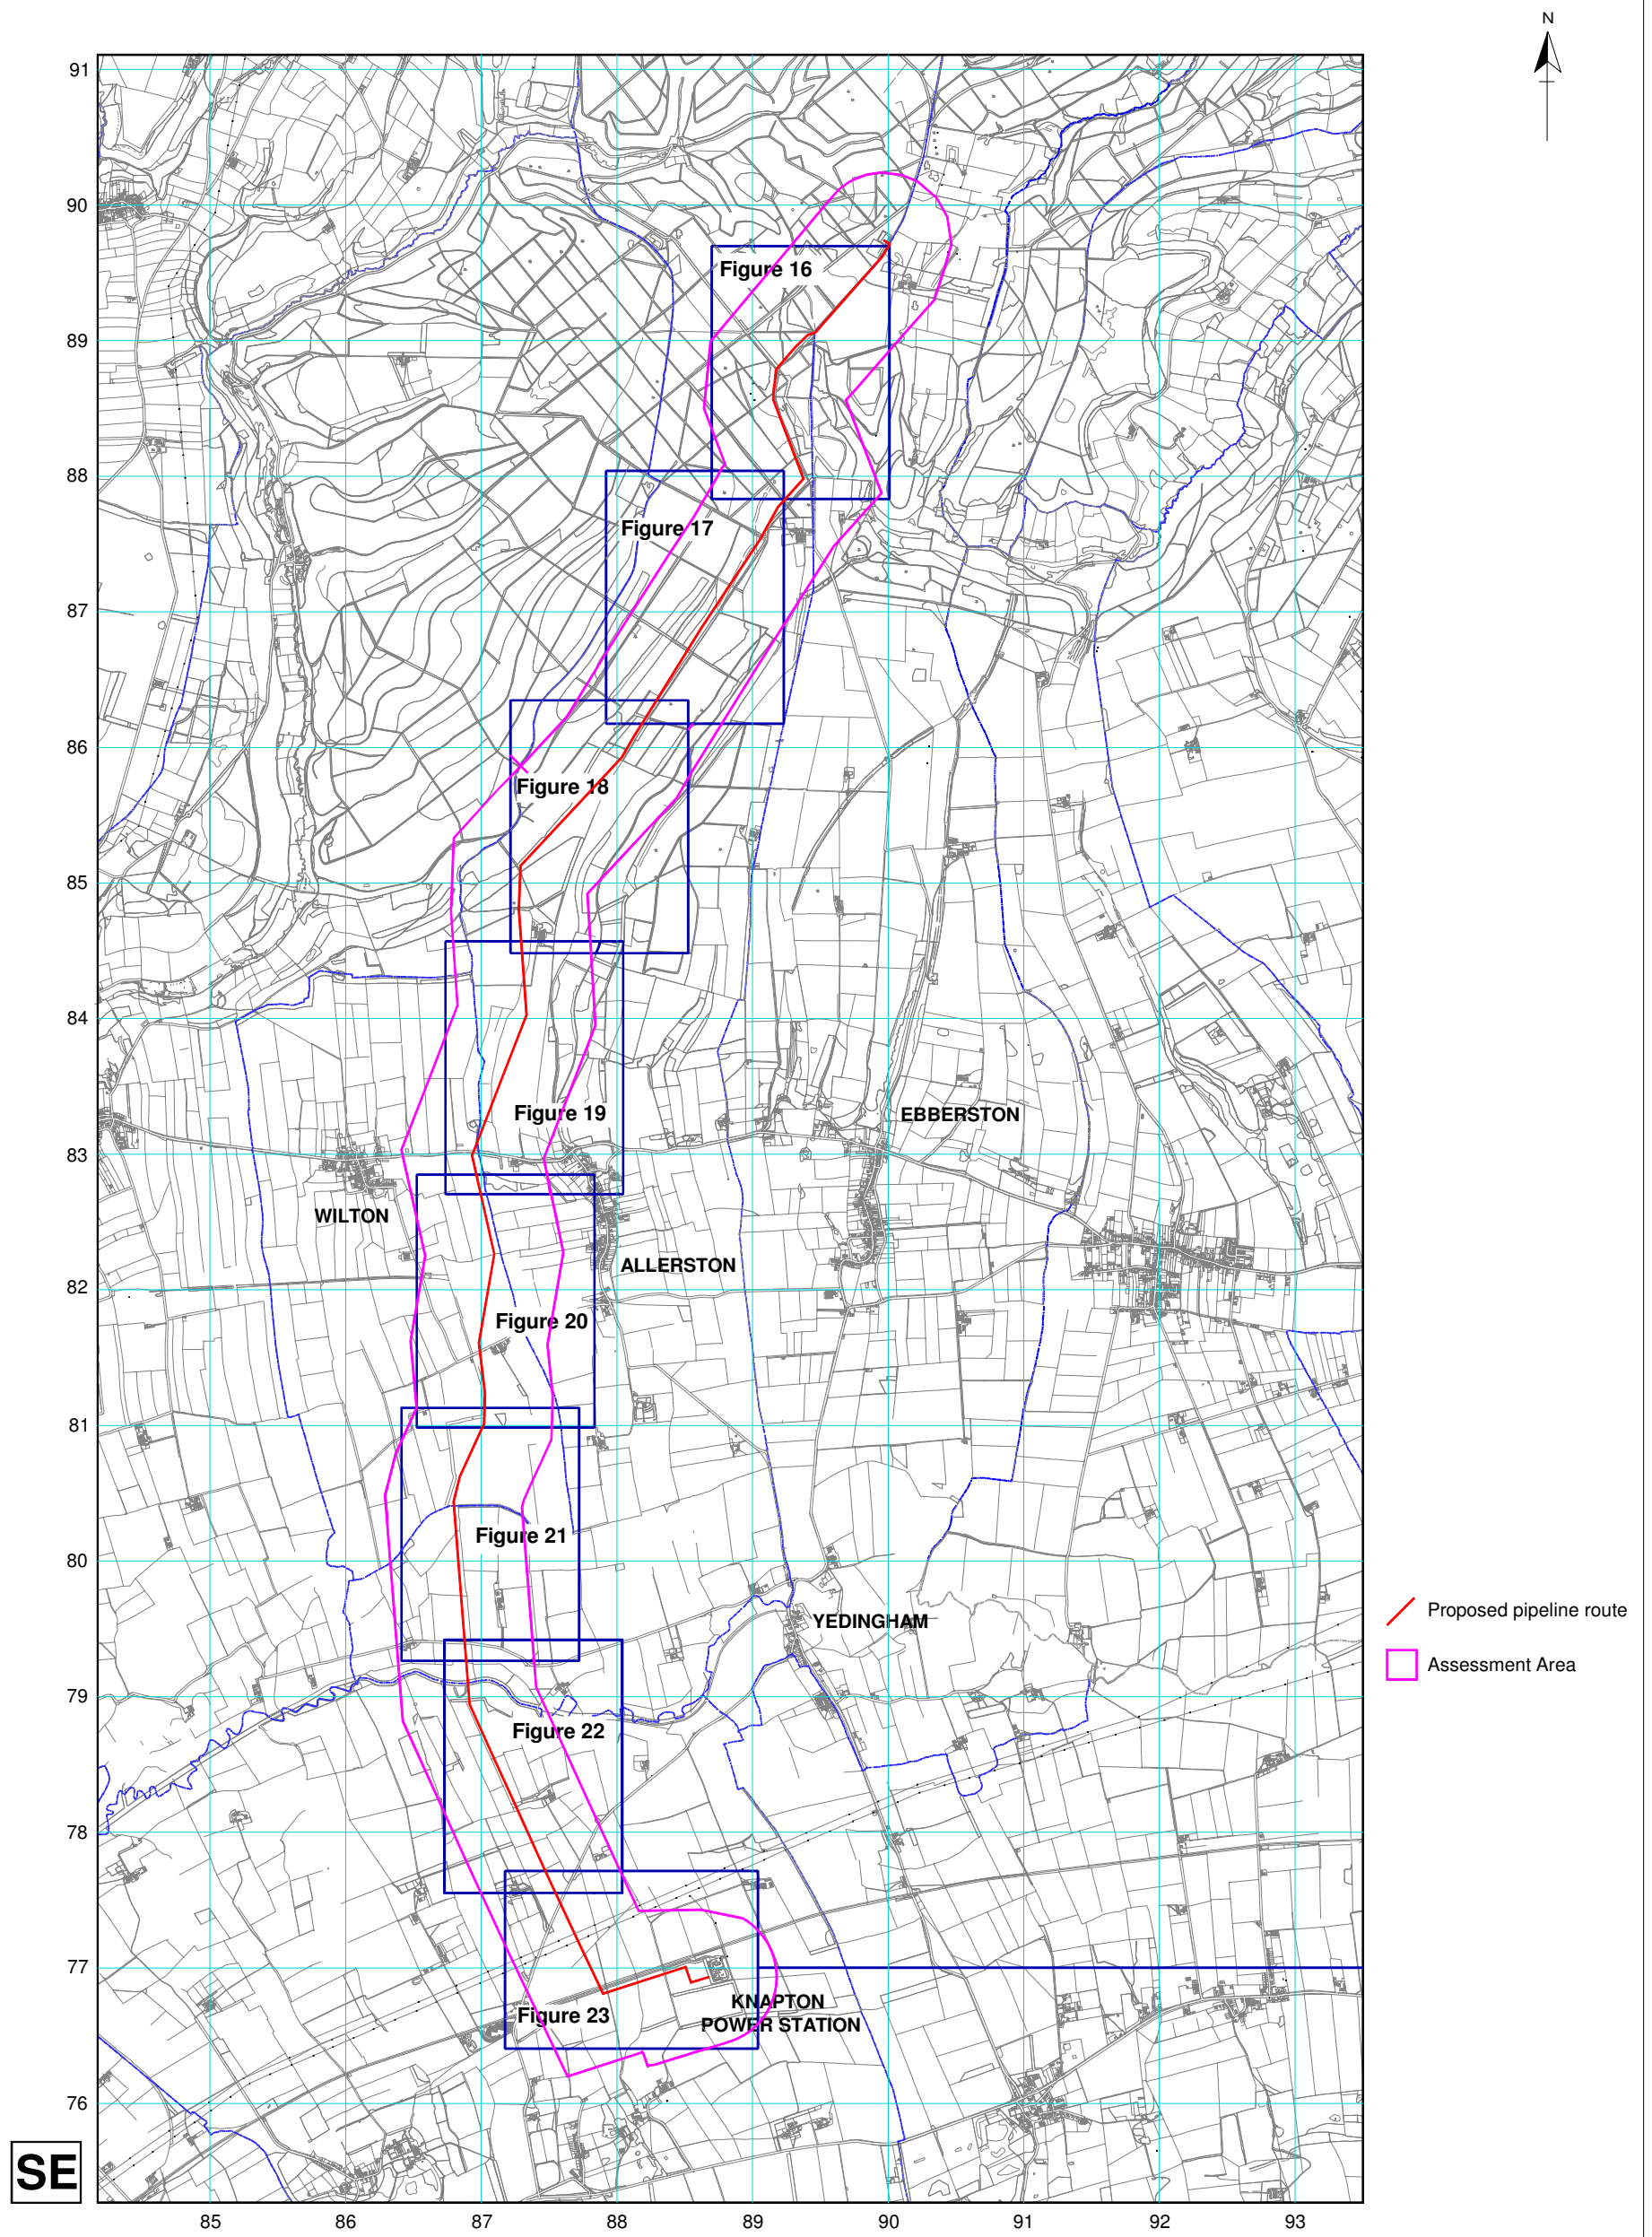 N
91
90
Figure 16
89
88
Figure 17
87
86
Figure 18
85
84
Figure 19
EBBERSTON
83
WILTON
ALLERSTON
82
Figure 20
81
Figure 21
80
Proposed pipeline route
YEDINGHAM
Assessment Area
79
Figure 22
78
77
KNAPTON
POWER STATION
Figure 23
76
SE
85 86 87 88 89 90 91 92 93